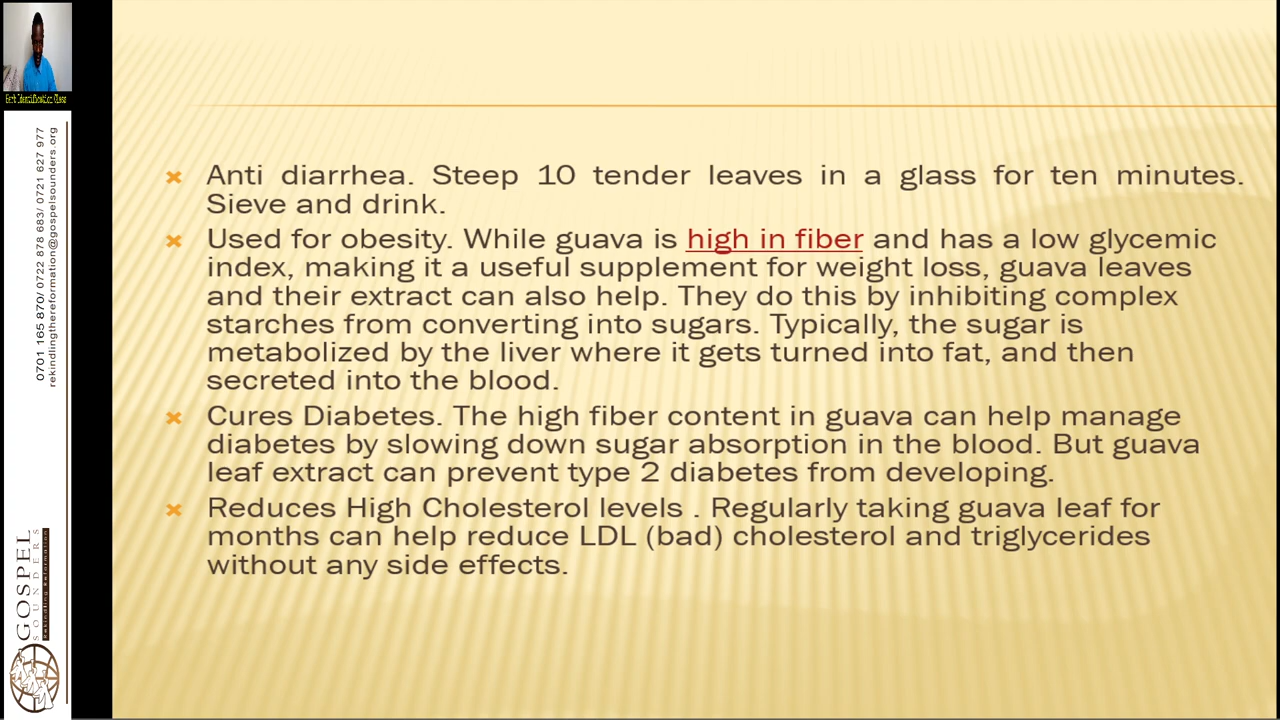 Herb Identification Class
0701 165 870/ 0722 878 683/ 0721 627 977
rekindlingthereformation@gospelsounders.org
GOSPEL
SOUNDERS
Rekindling Reformation
Anti diarrhea. Steep 10 tender leaves in a glass for ten minutes.
Sieve and drink.
Used for obesity. While guava is high in fiber and has a low glycemic
index, making it a useful supplement for weight loss, guava leaves
and their extract can also help. They do this by inhibiting complex
starches from converting into sugars. Typically, the sugar is
metabolized by the liver where it gets turned into fat, and then
secreted into the blood.
Cures Diabetes. The high fiber content in guava can help manage
diabetes by slowing down sugar absorption in the blood. But guava
leaf extract can prevent type 2 diabetes from developing.
Reduces High Cholesterol levels . Regularly taking guava leaf for
months can help reduce LDL (bad) cholesterol and triglycerides
without any side effects.